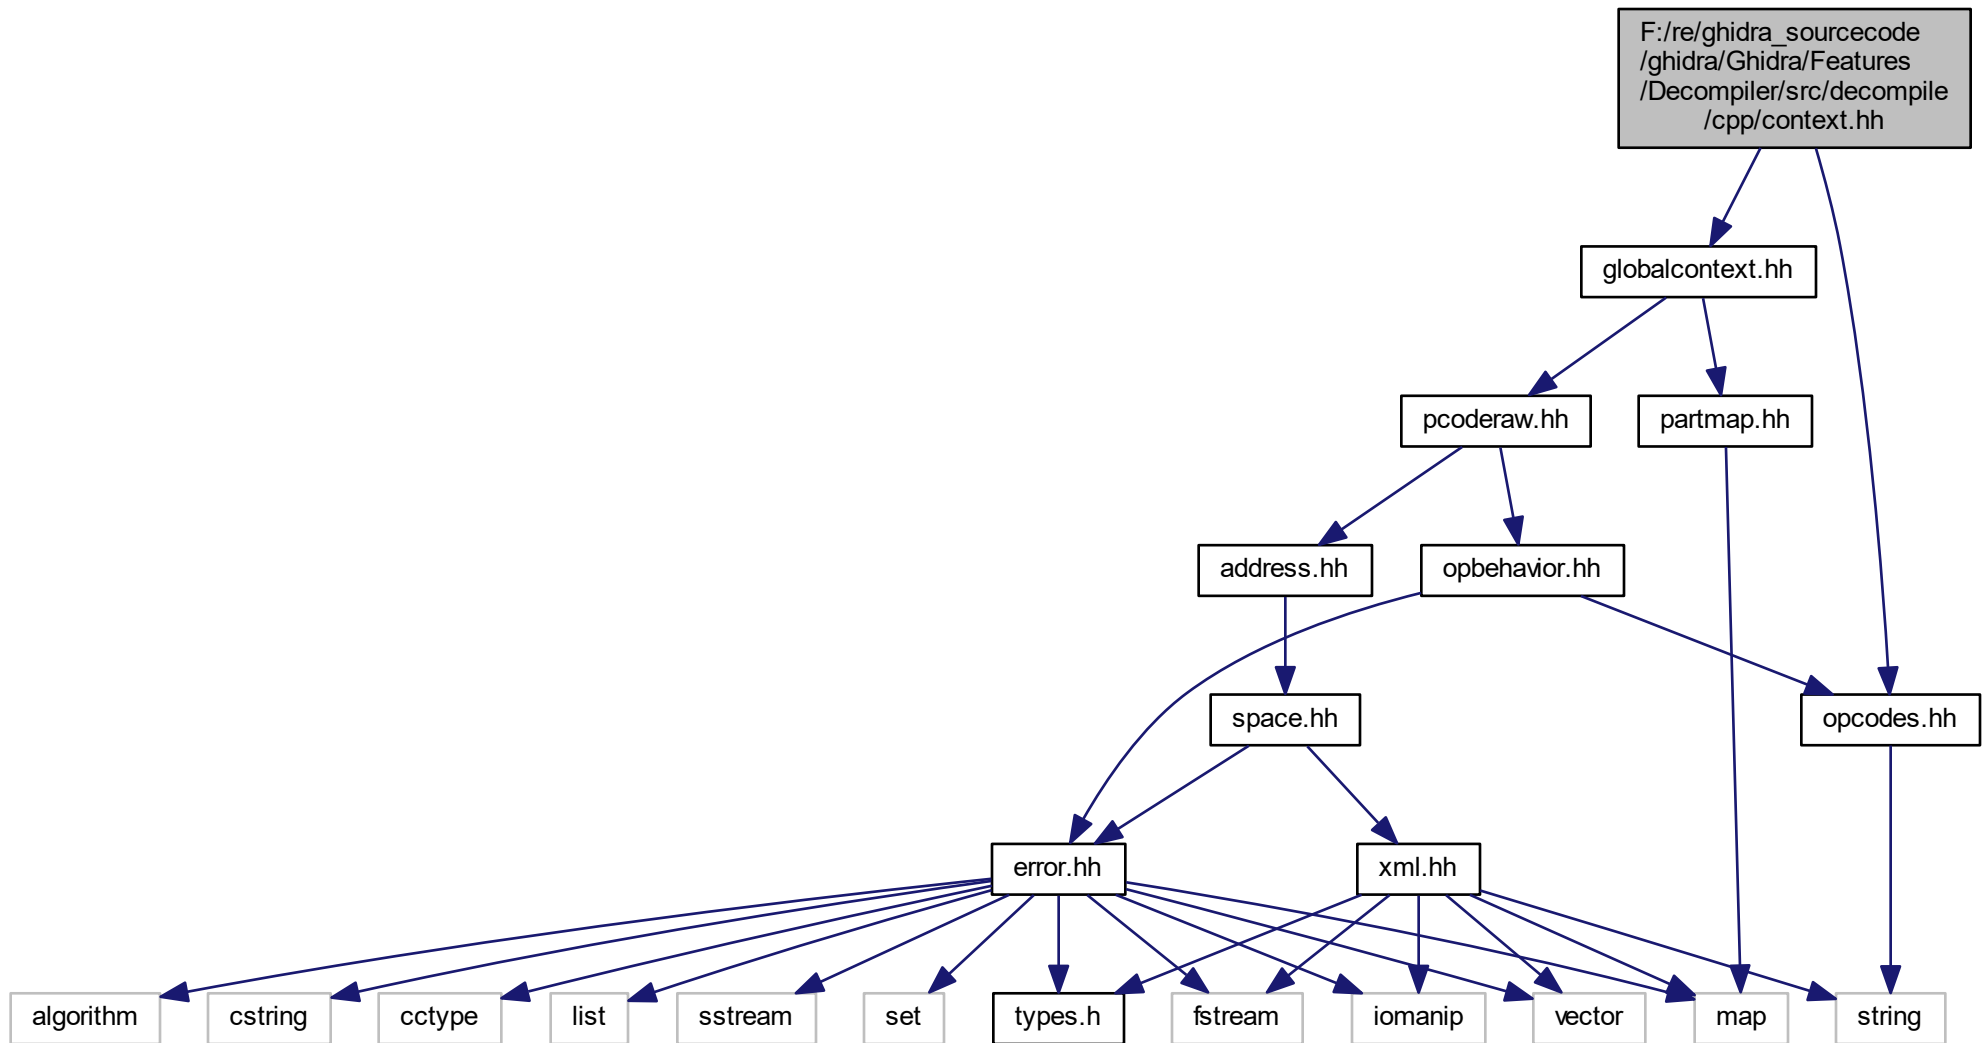 F:/re/ghidra_sourcecode
/ghidra/Ghidra/Features
/Decompiler/src/decompile
/cpp/context.hh
globalcontext.hh
pcoderaw.hh
partmap.hh
address.hh
opbehavior.hh
space.hh
opcodes.hh
error.hh
xml.hh
algorithm
cstring
cctype
list
sstream
set
types.h
fstream
iomanip
vector
map
string